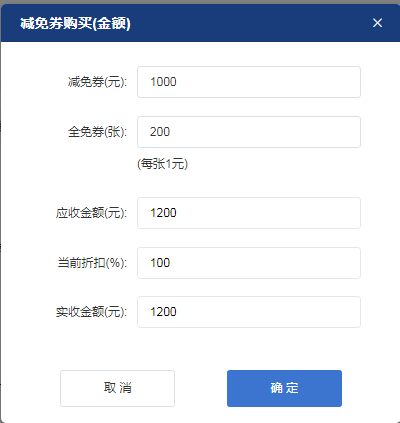 减免券购买(金额)
减免券(元): 1000
全免券(张): 200
(每张1元)
应收金额(元): 1200
当前折扣(%): 100
实收金额(元): 1200
取消 确定